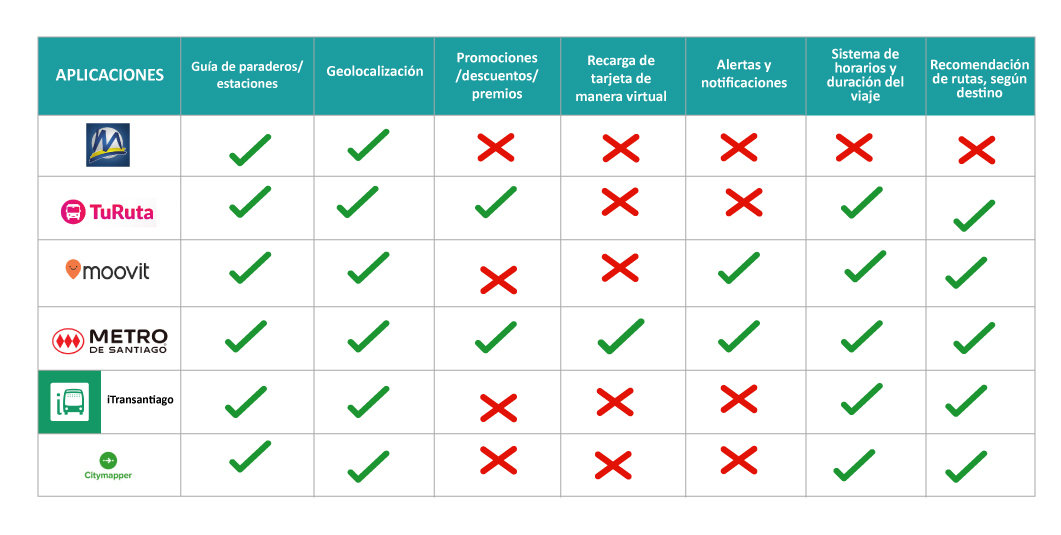 APLICACIONES
Guía de paraderos/
estaciones
Geolocalización
Promociones
/descuentos/
premios
Recarga de
tarjeta de
manera virtual
Alertas y
notificaciones
Sistema de
horarios y
duración del
viaje
Recomendación
de rutas, según
destino
M
TuRuta
moovit
METRO
DE SANTIAGO
i
iTransantiago
Citymapper